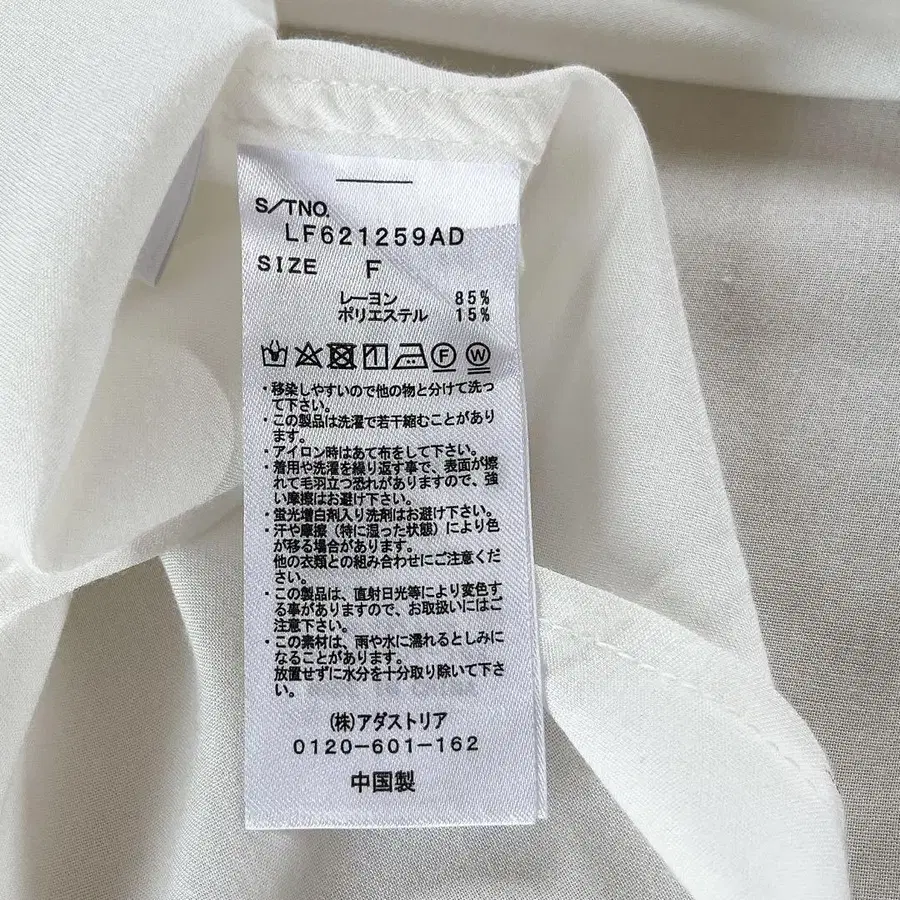 S/TNO.
LF621259AD
SIZE F
レーヨン 85%
ポリエステル 15%
F W
・移染しやすいので他の物と分けて洗っ
て下さい。
・この製品は洗濯で若干縮むことがあり
ます。
・アイロン時はあて布をして下さい。
・着用や洗濯を繰り返す事で、表面が擦
れて毛羽立つ恐れがありますので、強
い摩擦はお避け下さい。
・蛍光増白剤入り洗剤はお避け下さい。
・汗や摩擦（特に湿った状態）により色
が移る場合があります。
他の衣類との組み合わせにご注意くだ
さい。
・この製品は、直射日光等により変色す
る事がありますので、お取扱いにはご
注意下さい。
・この素材は、雨や水に濡れるとしみに
なることがあります。
放置せずに水分を十分取り除いて下さ
い。
(株)アダストリア
0120-601-162
中国製